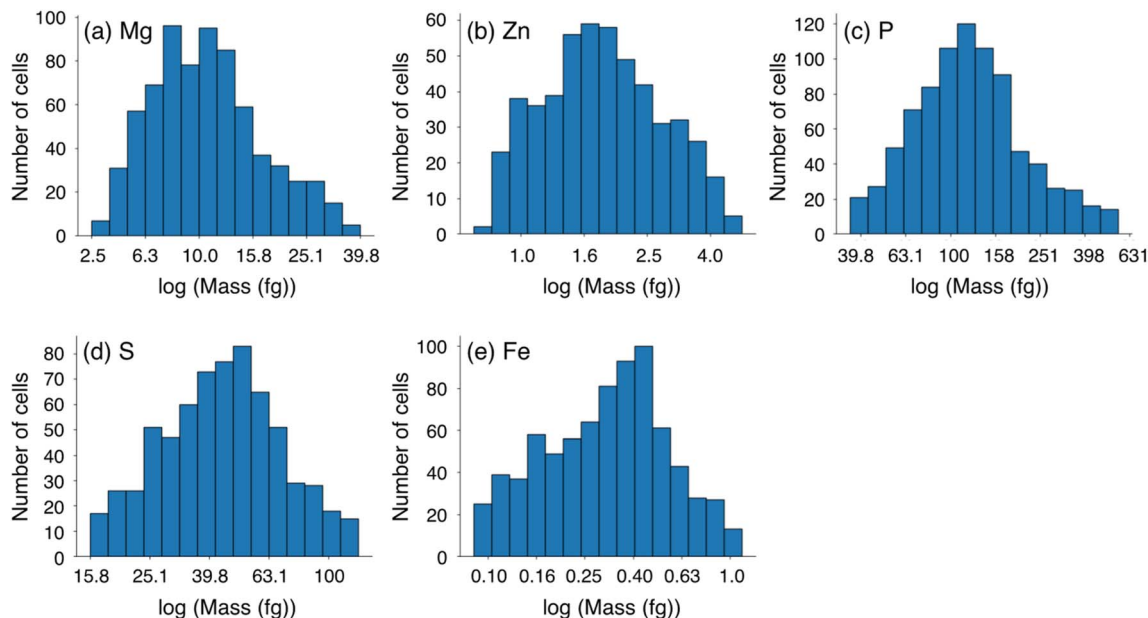 (a) Mg
Number of cells
100
80
60
40
20
0
2.5 6.3 10.0 15.8 25.1 39.8
log (Mass (fg))
(b) Zn
Number of cells
60
50
40
30
20
10
0
1.0 1.6 2.5 4.0
log (Mass (fg))
(c) P
Number of cells
120
100
80
60
40
20
0
39.8 63.1 100 158 251 398 631
log (Mass (fg))
(d) S
Number of cells
80
70
60
50
40
30
20
10
0
15.8 25.1 39.8 63.1 100
log (Mass (fg))
(e) Fe
Number of cells
100
80
60
40
20
0
0.10 0.16 0.25 0.40 0.63 1.0
log (Mass (fg))